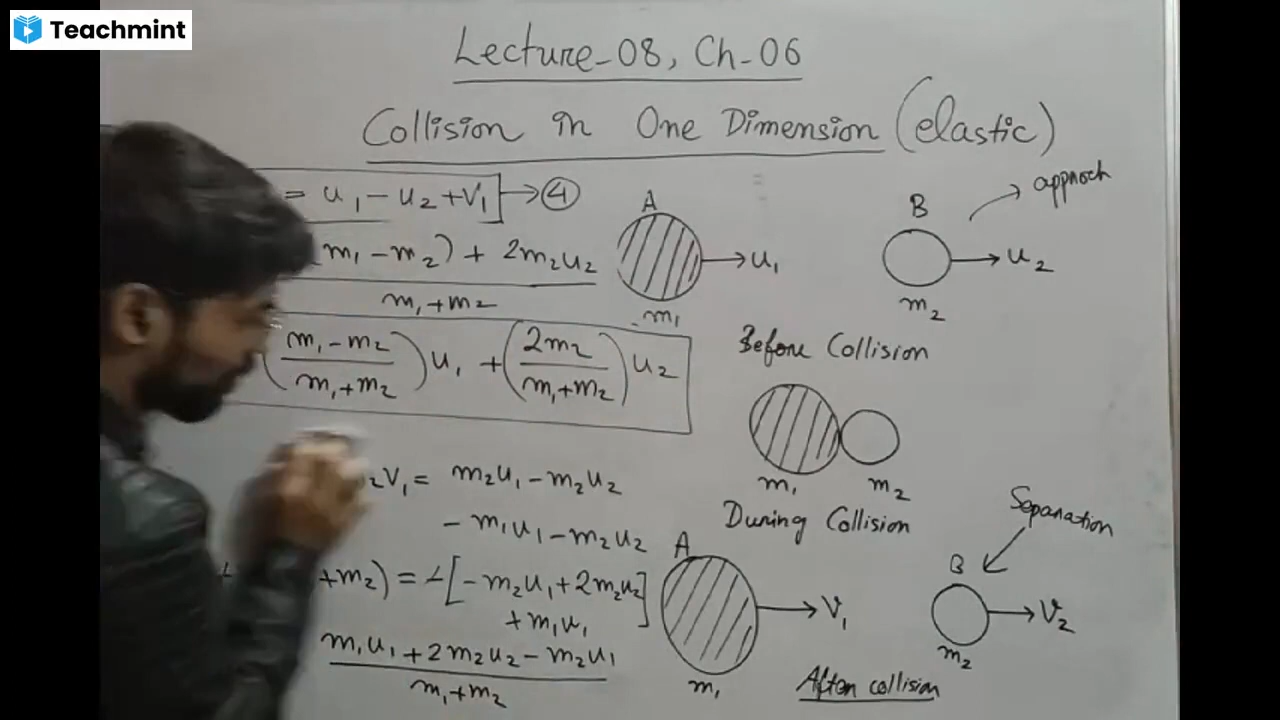 Teachmint
Lecture-08, Ch-06
Collision in One Dimension (elastic)
= u₁ - u₂ + v₁ → ④
m₁ - m₂) + 2m₂u₂
m₁ + m₂
(m₁ - m₂ / m₁ + m₂) u₁ + (2m₂ / m₁ + m₂) u₂
₂v₁ = m₂u₁ - m₂u₂
- m₁u₁ - m₂u₂
+m₂) = [- m₂u₁ + 2m₂u₂]
+ m₁u₁
m₁u₁ + 2m₂u₂ - m₂u₁
m₁ + m₂
A
u₁
m₁
B
approch
u₂
m₂
Before Collision
m₁
m₂
During Collision
Separation
A
v₁
m₁
B
v₂
m₂
After collision